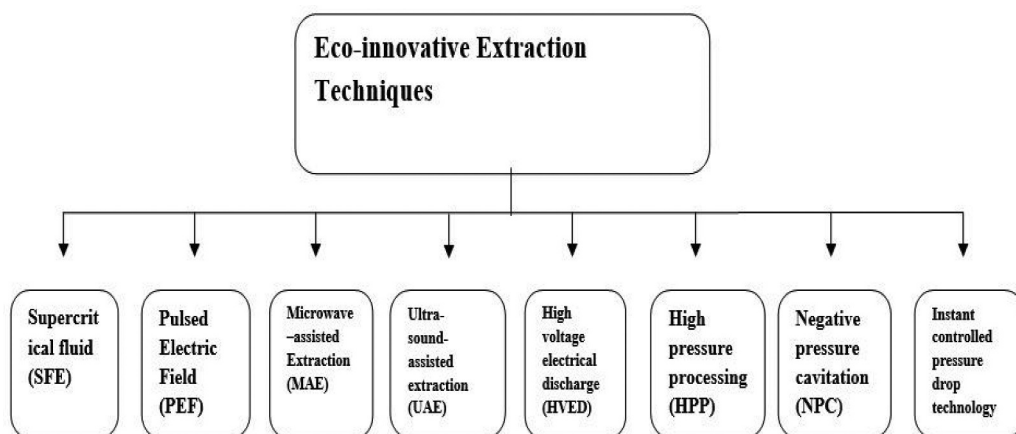 Eco-innovative Extraction
Techniques
Supercrit
ical fluid
(SFE)
Pulsed
Electric
Field
(PEF)
Microwave
–assisted
Extraction
(MAE)
Ultra-
sound-
assisted
extraction
(UAE)
High
voltage
electrical
discharge
(HVED)
High
pressure
processing
(HPP)
Negative
pressure
cavitation
(NPC)
Instant
controlled
pressure
drop
technology